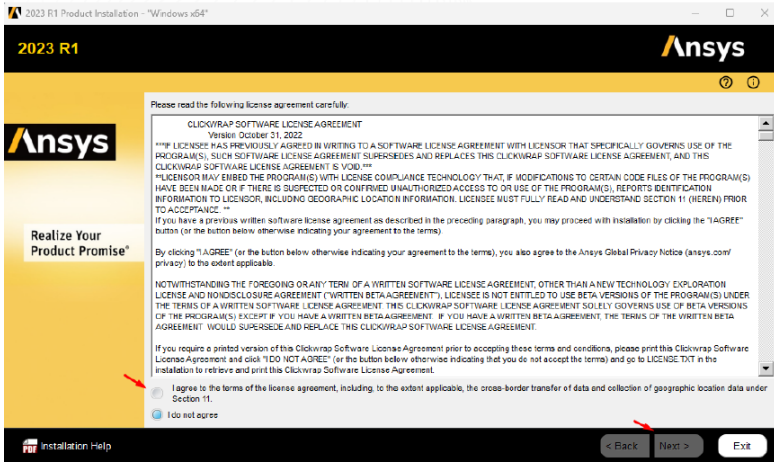 2023 R1 Product Installation - "Windows x64"
2023 R1
Ansys
Please read the following license agreement carefully:
CLICKWRAP SOFTWARE LICENSE AGREEMENT
Version October 31, 2022
***IF LICENSEE HAS PREVIOUSLY AGREED IN WRITING TO A SOFTWARE LICENSE AGREEMENT WITH LICENSOR THAT SPECIFICALLY GOVERNS USE OF THE
PROGRAM(S), SUCH SOFTWARE LICENSE AGREEMENT SUPERSEDES AND REPLACES THIS CLICKWRAP SOFTWARE LICENSE AGREEMENT, AND THIS
CLICKWRAP SOFTWARE LICENSE AGREEMENT IS VOID.***
**LICENSOR MAY EMBED THE PROGRAM(S) WITH LICENSE COMPLIANCE TECHNOLOGY THAT, IF MODIFICATIONS TO CERTAIN CODE FILES OF THE PROGRAM(S)
HAVE BEEN MADE OR IF THERE IS SUSPECTED OR CONFIRMED UNAUTHORIZED ACCESS TO OR USE OF THE PROGRAM(S), REPORTS IDENTIFICATION
INFORMATION TO LICENSOR, INCLUDING GEOGRAPHIC LOCATION INFORMATION. LICENSEE MUST FULLY READ AND UNDERSTAND SECTION 11 (HEREIN) PRIOR
TO ACCEPTANCE. **
If you have a previous written software license agreement as described in the preceding paragraph, you may proceed with installation by clicking the "I AGREE"
button (or the button below otherwise indicating your agreement to the terms).
By clicking "I AGREE" (or the button below otherwise indicating your agreement to the terms), you also agree to the Ansys Global Privacy Notice (ansys.com/
privacy) to the extent applicable.
NOTWITHSTANDING THE FOREGOING OR ANY TERM OF A WRITTEN SOFTWARE LICENSE AGREEMENT, OTHER THAN A NEW TECHNOLOGY EXPLORATION
LICENSE AND NONDISCLOSURE AGREEMENT ("WRITTEN BETA AGREEMENT"), LICENSEE IS NOT ENTITLED TO USE BETA VERSIONS OF THE PROGRAM(S) UNDER
THE TERMS OF A WRITTEN SOFTWARE LICENSE AGREEMENT. THIS CLICKWRAP SOFTWARE LICENSE AGREEMENT SOLELY GOVERNS USE OF BETA VERSIONS
OF THE PROGRAM(S) EXCEPT IF YOU HAVE A WRITTEN BETA AGREEMENT. IF YOU HAVE A WRITTEN BETA AGREEMENT, THE TERMS OF THE WRITTEN BETA
AGREEMENT WOULD SUPERSEDE AND REPLACE THIS CLICKWRAP SOFTWARE LICENSE AGREEMENT.
If you require a printed version of this Clickwrap Software License Agreement prior to accepting these terms and conditions, please print this Clickwrap Software
License Agreement and click "I DO NOT AGREE" (or the button below otherwise indicating that you do not accept the terms) and go to LICENSE.TXT in the
installation to retrieve and print this Clickwrap Software License Agreement.
Ansys
Realize Your
Product Promise®
I agree to the terms of the license agreement, including, to the extent applicable, the cross-border transfer of data and collection of geographic location data under
Section 11.
I do not agree
PDF Installation Help
< Back
Next >
Exit